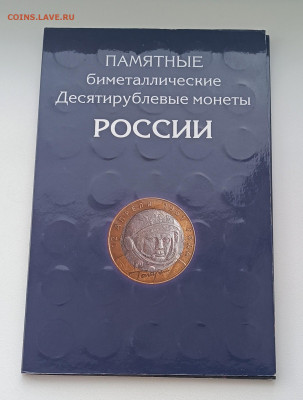 COINS.LAVE.RU
ПАМЯТНЫЕ
биметаллические
Десятирублевые монеты
РОССИИ